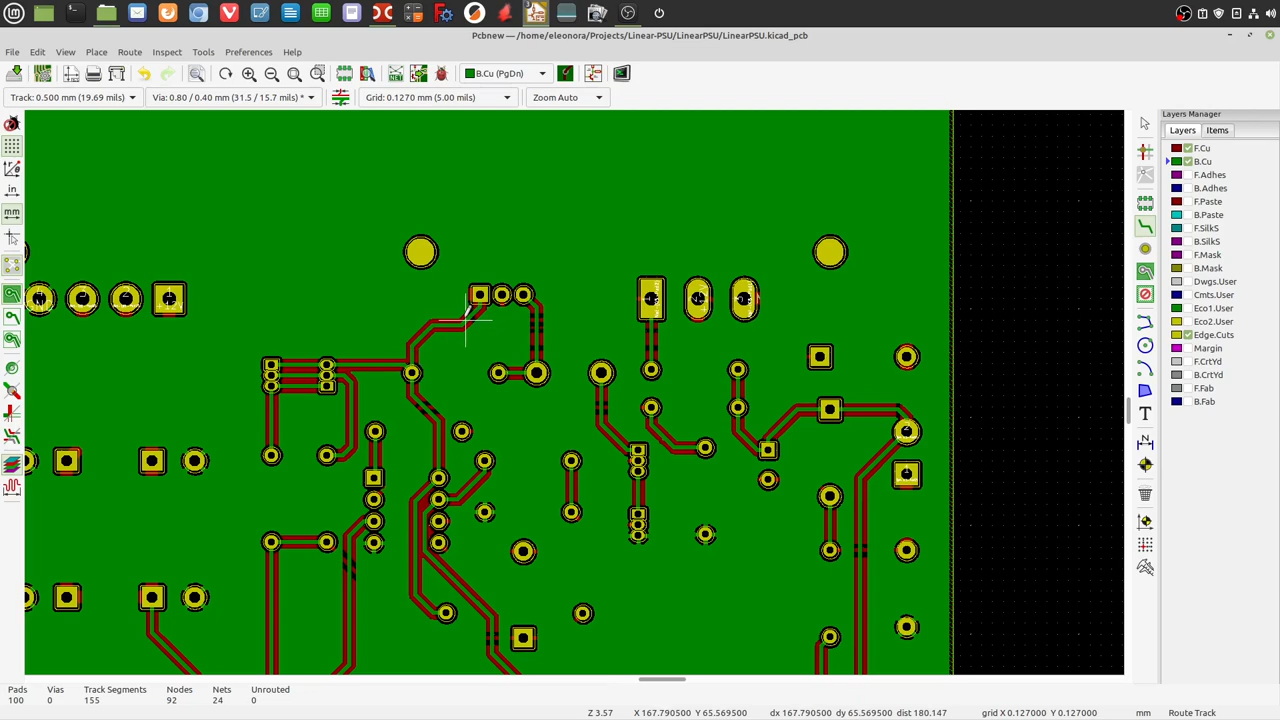 Pcbnew — /home/eleonora/Projects/Linear-PSU/LinearPSU/LinearPSU.kicad_pcb
File Edit View Place Route Inspect Tools Preferences Help
B.Cu (PgDn)
Track: 0.500 mm (19.69 mils) Via: 0.80 / 0.40 mm (31.5 / 15.7 mils) * Grid: 0.1270 mm (5.00 mils) Zoom Auto
in
mm
NET
T
N
Layers Manager
Layers Items
F.Cu
B.Cu
F.Adhes
B.Adhes
F.Paste
B.Paste
F.SilkS
B.SilkS
F.Mask
B.Mask
Dwgs.User
Cmts.User
Eco1.User
Eco2.User
Edge.Cuts
Margin
F.CrtYd
B.CrtYd
F.Fab
B.Fab
Pads Vias Track Segments Nodes Nets Unrouted
100 0 155 92 24 0
Z 3.57 X 167.790500 Y 65.569500 dx 167.790500 dy 65.569500 dist 180.147 grid X 0.127000 Y 0.127000 mm Route Track